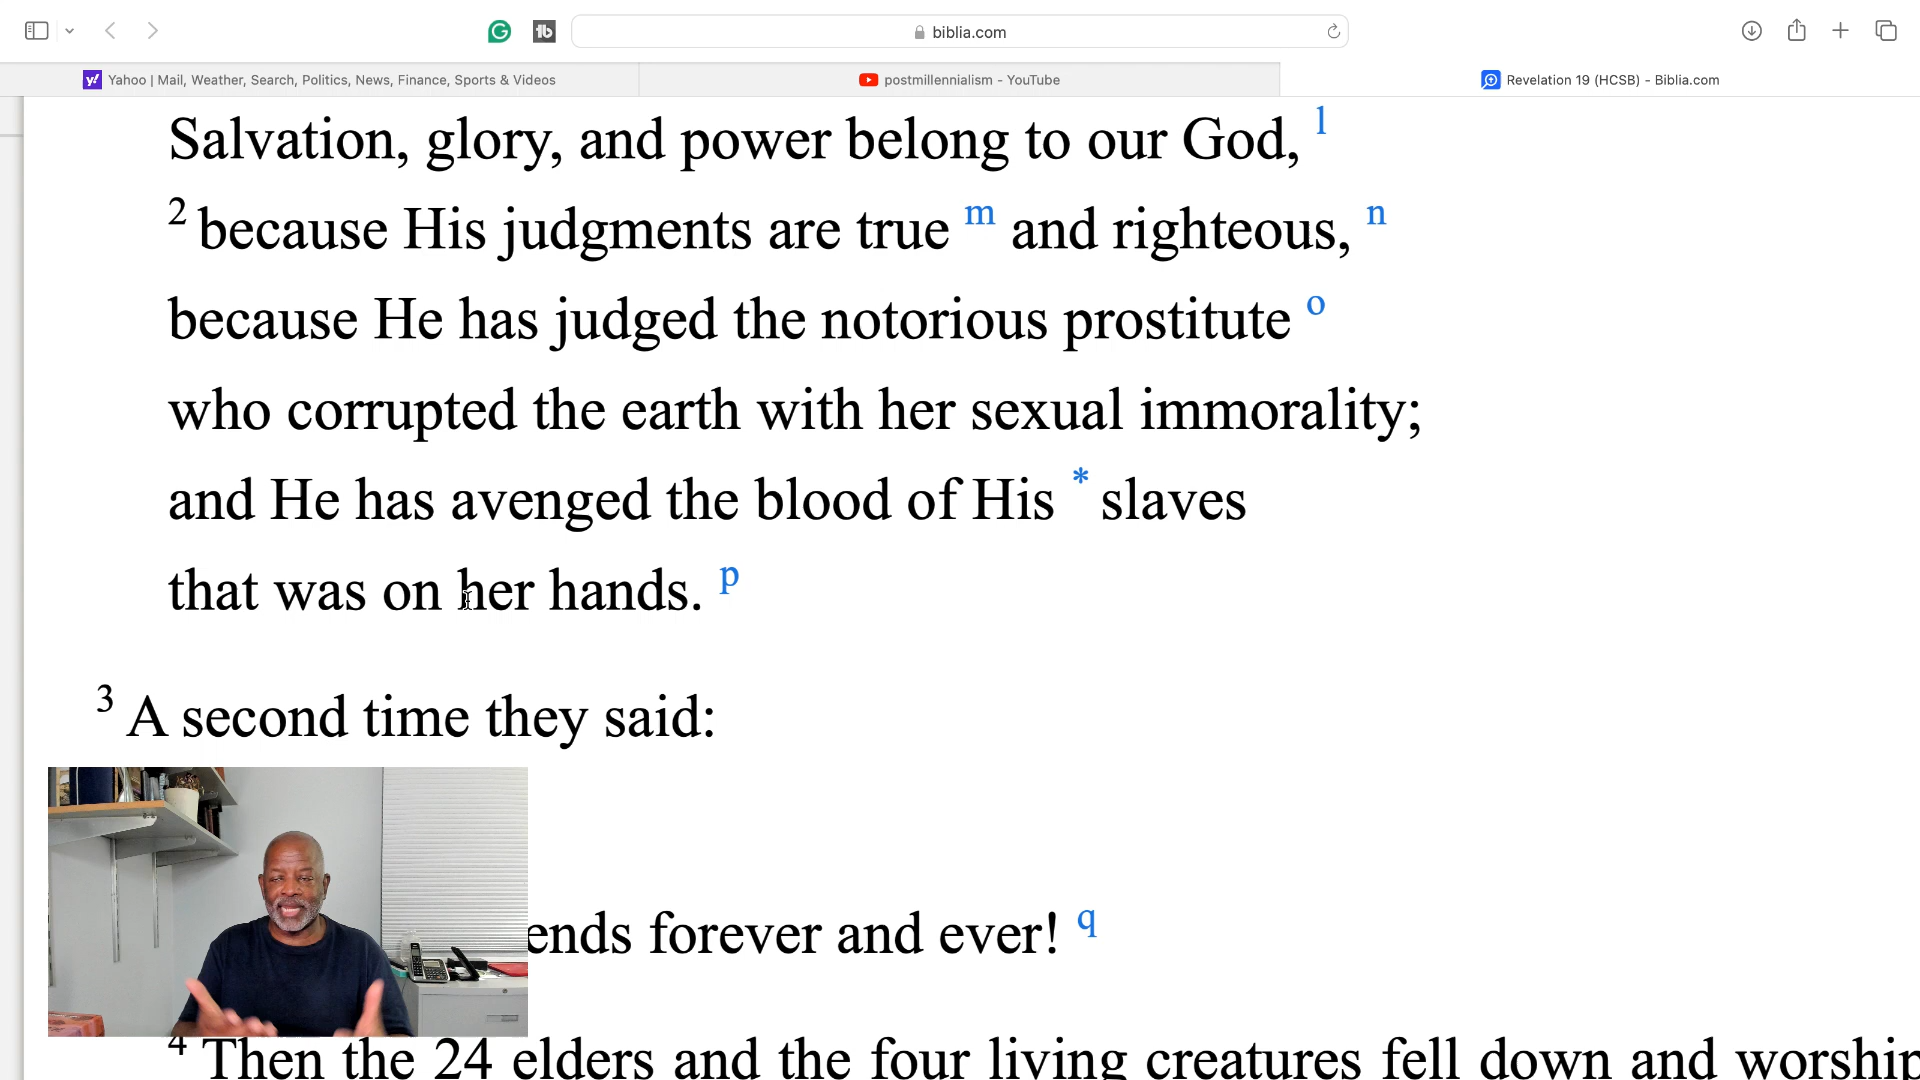 biblia.com
Yahoo | Mail, Weather, Search, Politics, News, Finance, Sports & Videos
postmillennialism - YouTube
Revelation 19 (HCSB) - Biblia.com
Salvation, glory, and power belong to our God, l
2 because His judgments are true m and righteous, n
because He has judged the notorious prostitute o
who corrupted the earth with her sexual immorality;
and He has avenged the blood of His * slaves
that was on her hands. p
3 A second time they said:
ends forever and ever! q
4 Then the 24 elders and the four living creatures fell down and worship